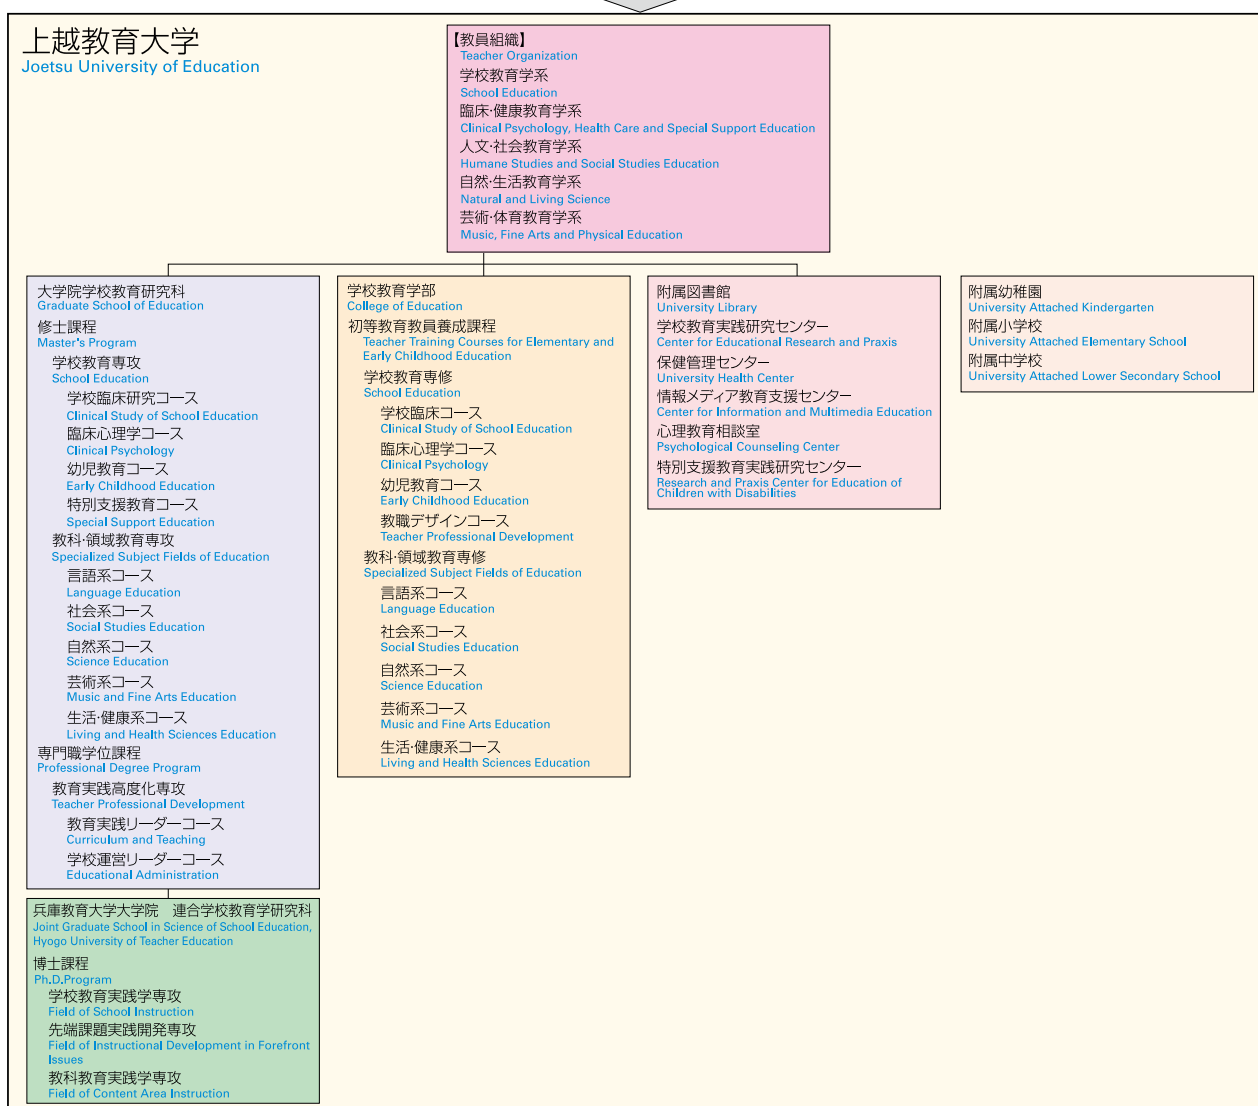 上越教育大学
Joetsu University of Education
【教員組織】
Teacher Organization
学校教育学系
School Education
臨床·健康教育学系
Clinical Psychology, Health Care and Special Support Education
人文·社会教育学系
Humane Studies and Social Studies Education
自然·生活教育学系
Natural and Living Science
芸術·体育教育学系
Music, Fine Arts and Physical Education
大学院学校教育研究科
Graduate School of Education
修士課程
Master's Program
学校教育専攻
School Education
学校臨床研究コース
Clinical Study of School Education
臨床心理学コース
Clinical Psychology
幼児教育コース
Early Childhood Education
特別支援教育コース
Special Support Education
教科·領域教育専攻
Specialized Subject Fields of Education
言語系コース
Language Education
社会系コース
Social Studies Education
自然系コース
Science Education
芸術系コース
Music and Fine Arts Education
生活·健康系コース
Living and Health Sciences Education
専門職学位課程
Professional Degree Program
教育実践高度化専攻
Teacher Professional Development
教育実践リーダーコース
Curriculum and Teaching
学校運営リーダーコース
Educational Administration
兵庫教育大学大学院　連合学校教育学研究科
Joint Graduate School in Science of School Education,
Hyogo University of Teacher Education
博士課程
Ph.D.Program
学校教育実践学専攻
Field of School Instruction
先端課題実践開発専攻
Field of Instructional Development in Forefront
Issues
教科教育実践学専攻
Field of Content Area Instruction
学校教育学部
College of Education
初等教育教員養成課程
Teacher Training Courses for Elementary and
Early Childhood Education
学校教育専修
School Education
学校臨床コース
Clinical Study of School Education
臨床心理学コース
Clinical Psychology
幼児教育コース
Early Childhood Education
教職デザインコース
Teacher Professional Development
教科·領域教育専修
Specialized Subject Fields of Education
言語系コース
Language Education
社会系コース
Social Studies Education
自然系コース
Science Education
芸術系コース
Music and Fine Arts Education
生活·健康系コース
Living and Health Sciences Education
附属図書館
University Library
学校教育実践研究センター
Center for Educational Research and Praxis
保健管理センター
University Health Center
情報メディア教育支援センター
Center for Information and Multimedia Education
心理教育相談室
Psychological Counseling Center
特別支援教育実践研究センター
Research and Praxis Center for Education of
Children with Disabilities
附属幼稚園
University Attached Kindergarten
附属小学校
University Attached Elementary School
附属中学校
University Attached Lower Secondary School